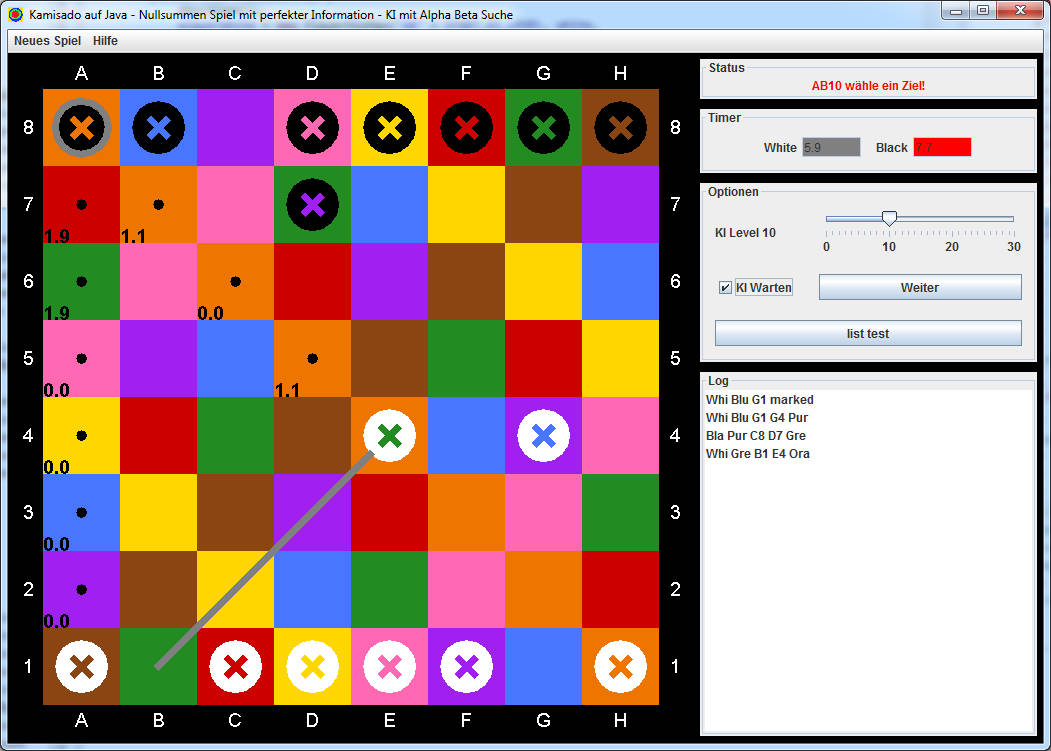 Kamisado auf Java - Nullsummen Spiel mit perfekter Information - KI mit Alpha Beta Suche
Neues Spiel Hilfe
A B C D E F G H
8 8
7 7
1.9 1.1
6 6
1.9 0.0
5 5
0.0 1.1
4 4
0.0
3 3
0.0
2 2
0.0
1 1
A B C D E F G H
Status
AB10 wähle ein Ziel!
Timer
White 5.9 Black 7.7
Optionen
KI Level 10
0 10 20 30
KI Warten Weiter
list test
Log
Whi Blu G1 marked
Whi Blu G1 G4 Pur
Bla Pur C8 D7 Gre
Whi Gre B1 E4 Ora